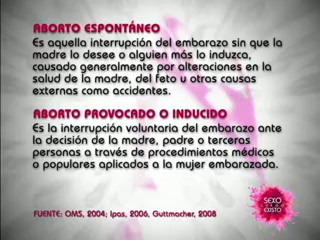 ABORTO ESPONTÁNEO
Es aquella interrupción del embarazo sin que la
madre lo desee o alguien más lo induzca,
causado generalmente por alteraciones en la
salud de la madre, del feto u otras causas
externas como accidentes.
ABORTO PROVOCADO O INDUCIDO
Es la interrupción voluntaria del embarazo ante
la decisión de la madre, padre o terceras
personas a través de procedimientos médicos
o populares aplicados a la mujer embarazada.
FUENTE: OMS, 2004; Ipas, 2006, Guttmacher, 2008
SEXO
EXISTO